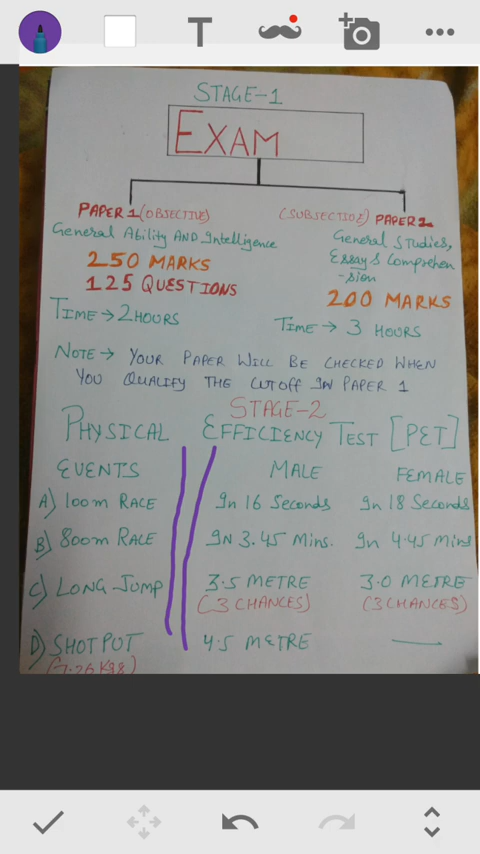 T
STAGE-1
EXAM
PAPER 1 (OBJECTIVE)
General Ability AND Intelligence
250 MARKS
125 QUESTIONS
TIME → 2 HOURS
(SUBJECTIVE) PAPER 2
General Studies,
Essay & Comprehen
-sion
200 MARKS
TIME → 3 HOURS
NOTE → YOUR PAPER WILL BE CHECKED WHEN
YOU QUALIFY THE CUTOFF IN PAPER 1
STAGE-2
PHYSICAL EFFICIENCY TEST [PET]
EVENTS MALE FEMALE
A) 100m RACE In 16 Seconds In 18 Seconds
B) 800m RACE IN 3.45 Mins. In 4.45 Mins
C) LONG JUMP 3.5 METRE 3.0 METRE
(3 CHANCES) (3 CHANCES)
D) SHOTPOT 4.5 METRE —
(7.26 Kgs)